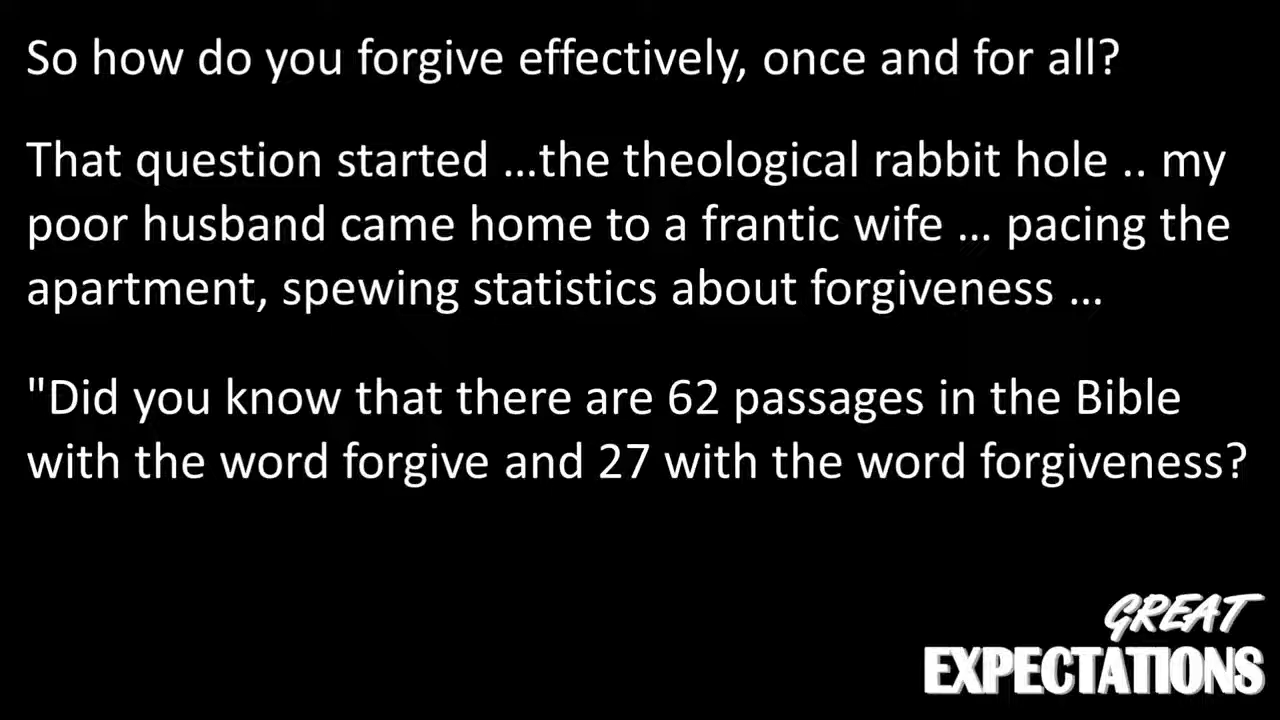 So how do you forgive effectively, once and for all?
That question started ...the theological rabbit hole .. my
poor husband came home to a frantic wife ... pacing the
apartment, spewing statistics about forgiveness ...
"Did you know that there are 62 passages in the Bible
with the word forgive and 27 with the word forgiveness?
GREAT
EXPECTATIONS